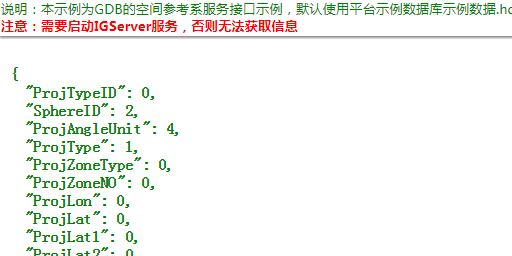 说明：本示例为GDB的空间参考系服务接口示例，默认使用平台示例数据库示例数据.hd
注意：需要启动IGServer服务，否则无法获取信息
{
"ProjTypeID": 0,
"SphereID": 2,
"ProjAngleUnit": 4,
"ProjType": 1,
"ProjZoneType": 0,
"ProjZoneNO": 0,
"ProjLon": 0,
"ProjLat": 0,
"ProjLat1": 0,
"ProjLat2": 0